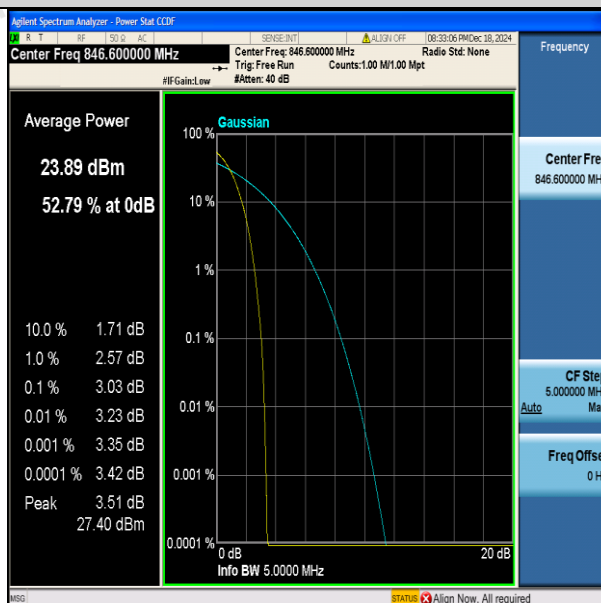 Agilent Spectrum Analyzer - Power Stat CCDF
R T RF 50 Ω AC SENSE:INT ALIGN OFF 08:33:06 PM Dec 18, 2024
Center Freq 846.600000 MHz Center Freq: 846.600000 MHz Radio Std: None
Trig: Free Run Counts:1.00 M/1.00 Mpt
#IFGain:Low #Atten: 40 dB
Frequency
Average Power
23.89 dBm
52.79 % at 0dB
10.0 % 1.71 dB
1.0 % 2.57 dB
0.1 % 3.03 dB
0.01 % 3.23 dB
0.001 % 3.35 dB
0.0001 % 3.42 dB
Peak 3.51 dB
27.40 dBm
Gaussian
100 %
10 %
1 %
0.1 %
0.01 %
0.001 %
0.0001 %
0 dB 20 dB
Info BW 5.0000 MHz
Center Fre
846.600000 MH
CF Ste
5.000000 MH
Auto Ma
Freq Offse
0 H
MSG STATUS Align Now, All required